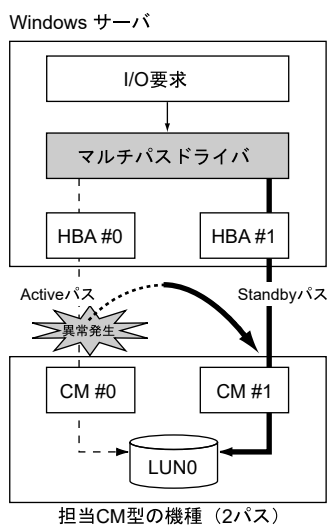 Windows サーバ
I/O要求
マルチパスドライバ
HBA #0
HBA #1
Activeパス
Standbyパス
異常発生
CM #0
CM #1
LUN0
担当CM型の機種（2パス）